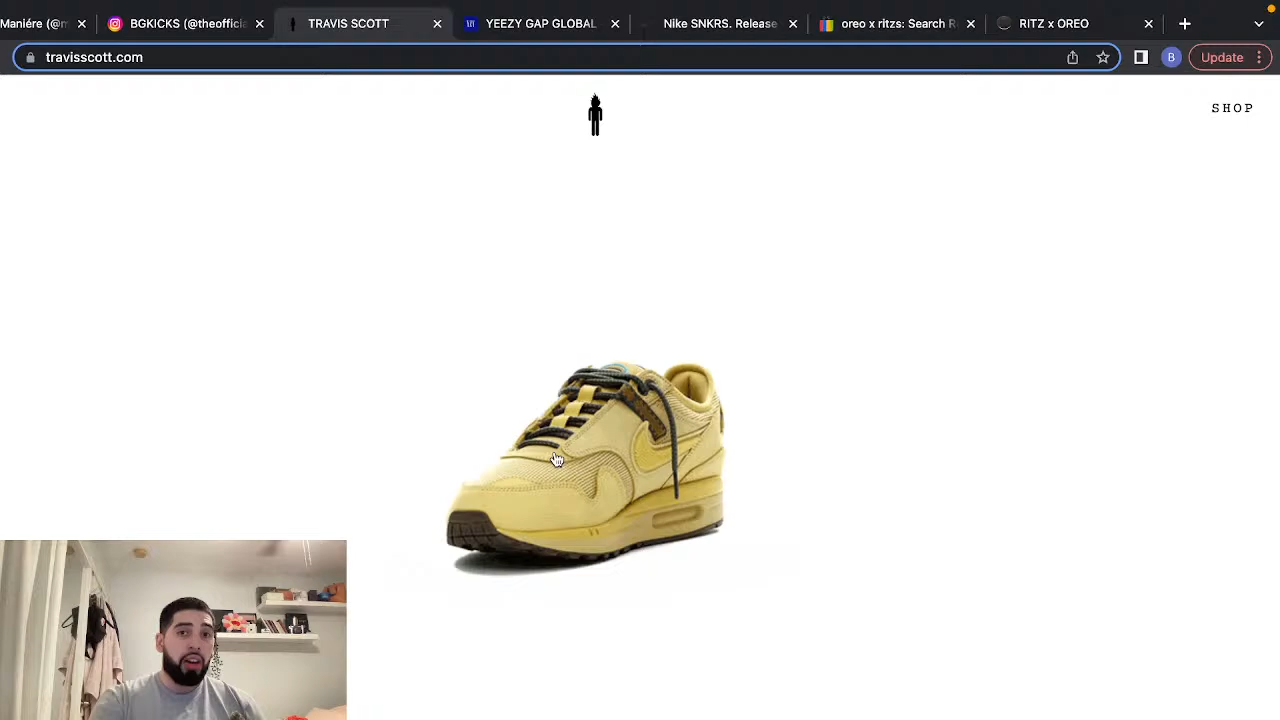 Maniére (@m
BGKICKS (@theofficia
TRAVIS SCOTT
YEEZY GAP GLOBAL
Nike SNKRS. Release
oreo x ritzs: Search R
RITZ x OREO
travisscott.com
B
Update
SHOP